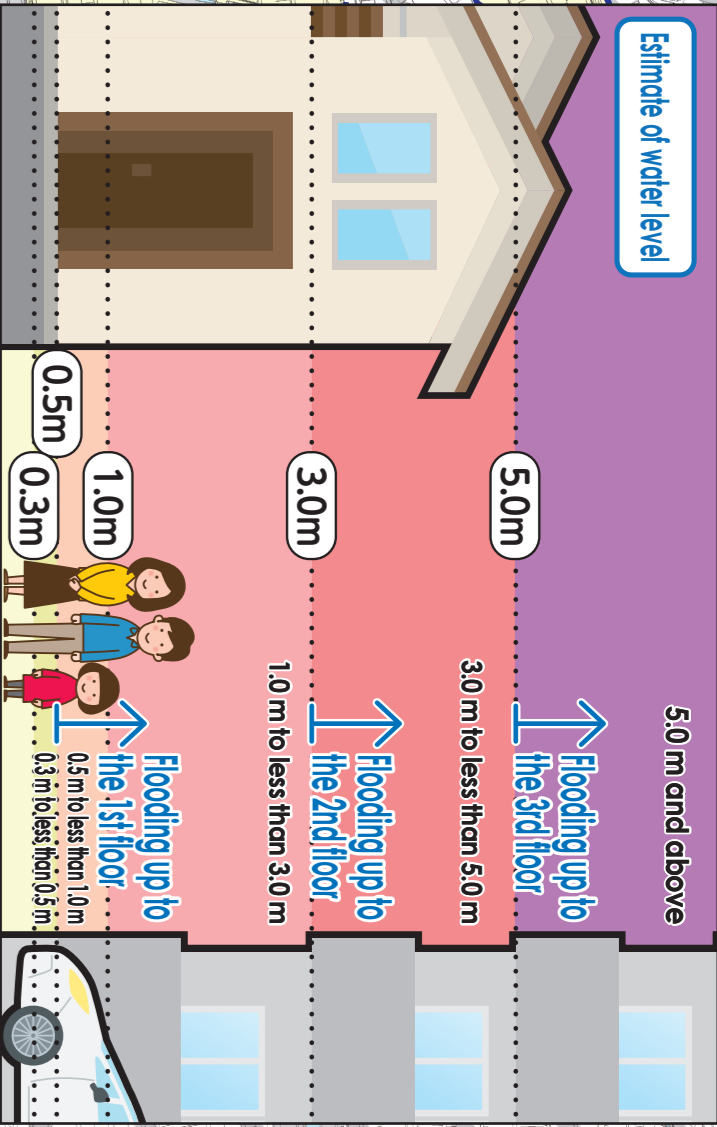 Estimate of water level
5.0 m and above
Flooding up to
the 3rd floor
5.0m
3.0 m to less than 5.0 m
Flooding up to
the 2nd floor
3.0m
1.0 m to less than 3.0 m
Flooding up to
the 1st floor
1.0m
0.5 m to less than 1.0 m
0.5m
0.3 m to less than 0.5 m
0.3m